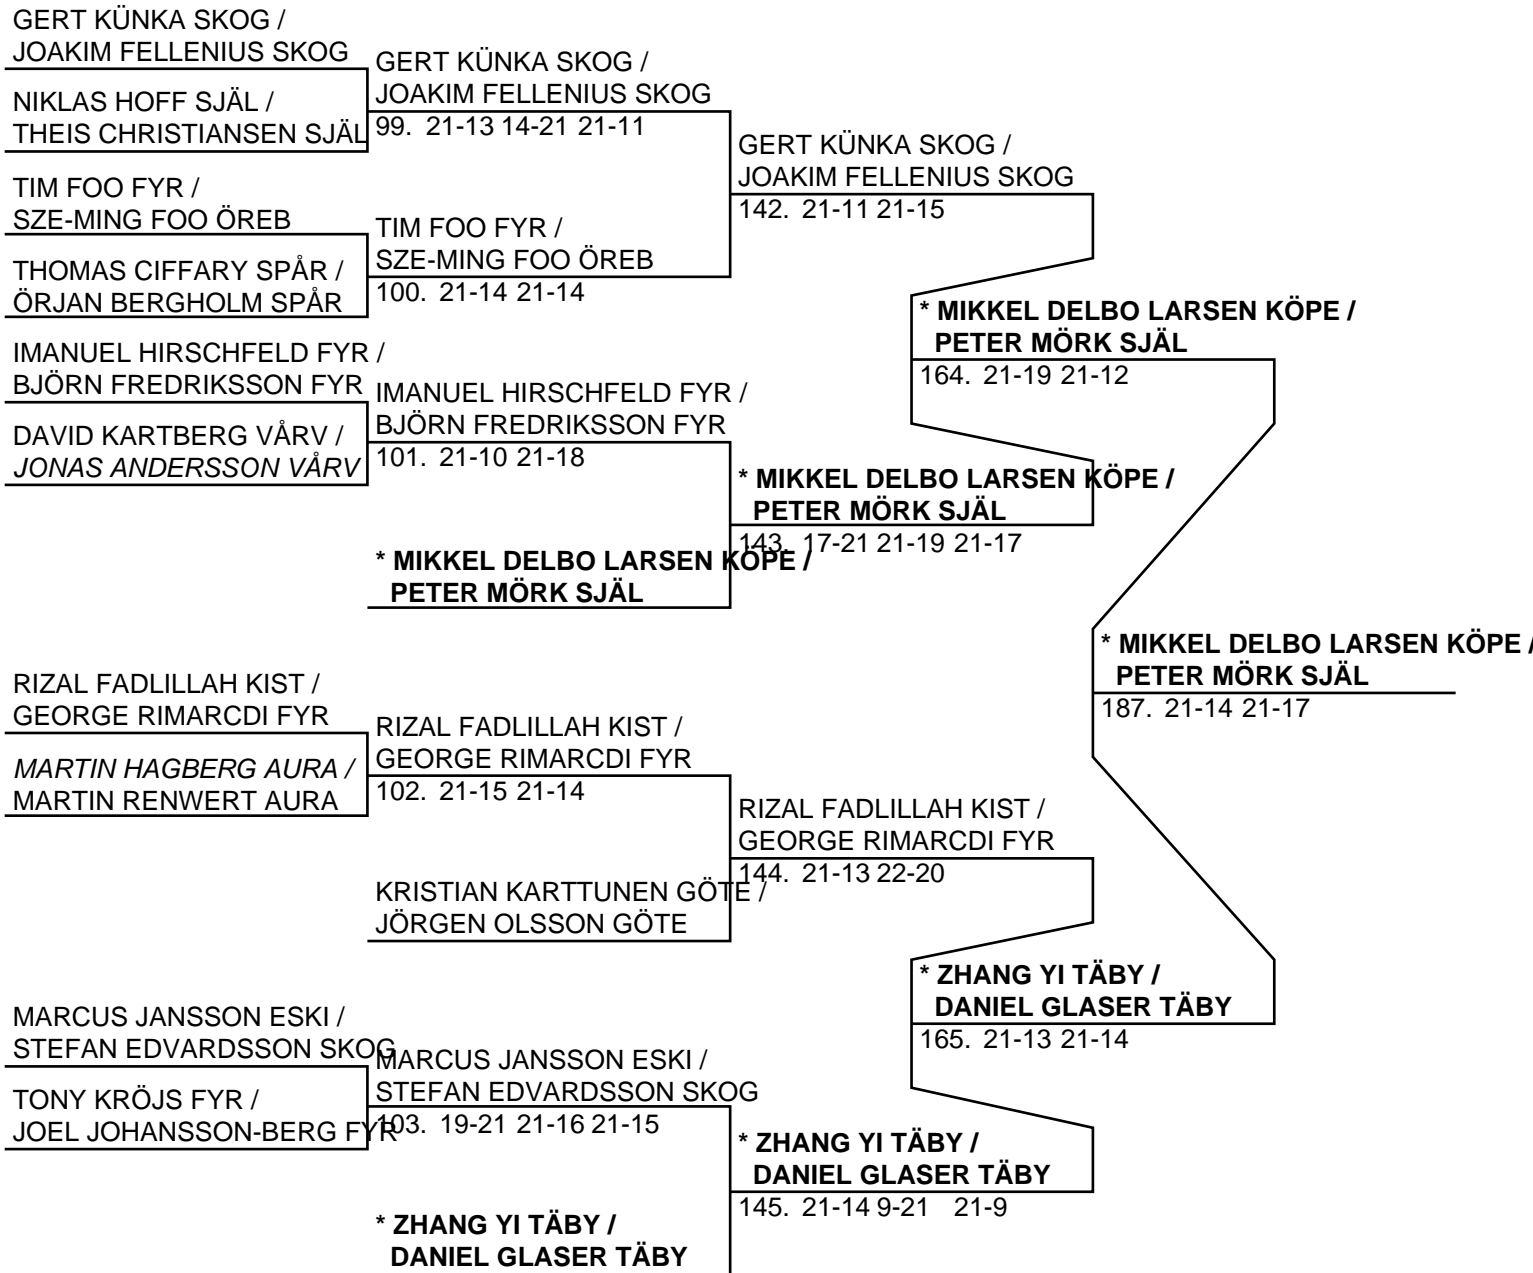 GERT KÜNKA SKOG /
JOAKIM FELLENIUS SKOG
NIKLAS HOFF SJÄL /
THEIS CHRISTIANSEN SJÄL
TIM FOO FYR /
SZE-MING FOO ÖREB
THOMAS CIFFARY SPÅR /
ÖRJAN BERGHOLM SPÅR
IMANUEL HIRSCHFELD FYR /
BJÖRN FREDRIKSSON FYR
DAVID KARTBERG VÅRV /
JONAS ANDERSSON VÅRV
RIZAL FADLILLAH KIST /
GEORGE RIMARCDI FYR
MARTIN HAGBERG AURA /
MARTIN RENWERT AURA
MARCUS JANSSON ESKI /
STEFAN EDVARDSSON SKOG
TONY KRÖJS FYR /
JOEL JOHANSSON-BERG FYR
GERT KÜNKA SKOG /
JOAKIM FELLENIUS SKOG
99. 21-13 14-21 21-11
TIM FOO FYR /
SZE-MING FOO ÖREB
100. 21-14 21-14
IMANUEL HIRSCHFELD FYR /
BJÖRN FREDRIKSSON FYR
101. 21-10 21-18
* MIKKEL DELBO LARSEN KÖPE /
PETER MÖRK SJÄL
RIZAL FADLILLAH KIST /
GEORGE RIMARCDI FYR
102. 21-15 21-14
KRISTIAN KARTTUNEN GÖTE /
JÖRGEN OLSSON GÖTE
MARCUS JANSSON ESKI /
STEFAN EDVARDSSON SKOG
103. 19-21 21-16 21-15
* ZHANG YI TÄBY /
DANIEL GLASER TÄBY
GERT KÜNKA SKOG /
JOAKIM FELLENIUS SKOG
142. 21-11 21-15
* MIKKEL DELBO LARSEN KÖPE /
PETER MÖRK SJÄL
143. 17-21 21-19 21-17
RIZAL FADLILLAH KIST /
GEORGE RIMARCDI FYR
144. 21-13 22-20
* ZHANG YI TÄBY /
DANIEL GLASER TÄBY
145. 21-14 9-21 21-9
* MIKKEL DELBO LARSEN KÖPE /
PETER MÖRK SJÄL
164. 21-19 21-12
* ZHANG YI TÄBY /
DANIEL GLASER TÄBY
165. 21-13 21-14
* MIKKEL DELBO LARSEN KÖPE /
PETER MÖRK SJÄL
187. 21-14 21-17